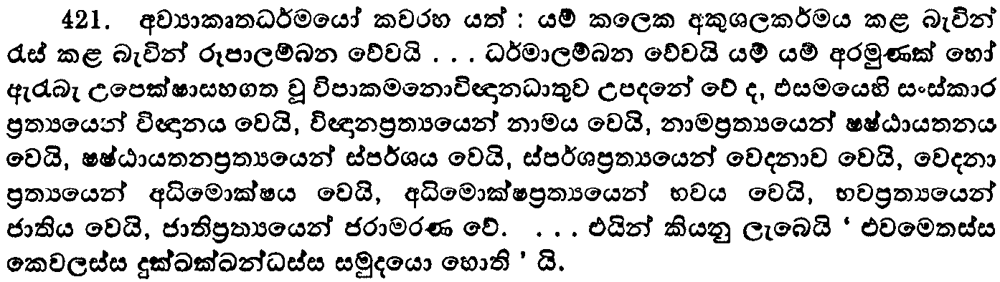 421. අව්‍යාකෘතධර්මයෝ කවරහ යත් : යම් කලෙක අකුශලකර්මය කළ බැවින්
රැස් කළ බැවින් රූපාලම්බන වේවයි . . . ධර්මාලම්බන වේවයි යම් යම් අරමුණක් හෝ
ඇරැබැ උපෙක්ෂාසහගත වූ විපාකමනොවිඥානධාතුව උපදනේ වේ ද, එසමයෙහි සංස්කාර
ප්‍රත්‍යයෙන් විඥානය වෙයි, විඥානප්‍රත්‍යයෙන් නාමය වෙයි, නාමප්‍රත්‍යයෙන් ෂෂ්ඨායතනය
වෙයි, ෂෂ්ඨායතනප්‍රත්‍යයෙන් ස්පර්ශය වෙයි, ස්පර්ශප්‍රත්‍යයෙන් වෙදනාව වෙයි, වෙදනා
ප්‍රත්‍යයෙන් අධිමොක්ෂය වෙයි, අධිමොක්ෂප්‍රත්‍යයෙන් භවය වෙයි, භවප්‍රත්‍යයෙන්
ජාතිය වෙයි, ජාතිප්‍රත්‍යයෙන් ජරාමරණ වේ. . . . එයින් කියනු ලැබෙයි ‘ එවමෙතස්ස
කෙවලස්ස දුක්ඛක්ඛන්ධස්ස සමුදයො හොති ’ යි.